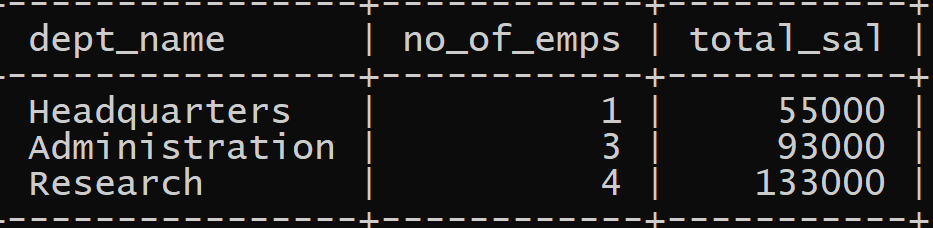 +-----------------+------------+-----------+
dept_name | no_of_emps | total_sal |
+-----------------+------------+-----------+
Headquarters | 1 | 55000 |
Administration | 3 | 93000 |
Research | 4 | 133000 |
+-----------------+------------+-----------+